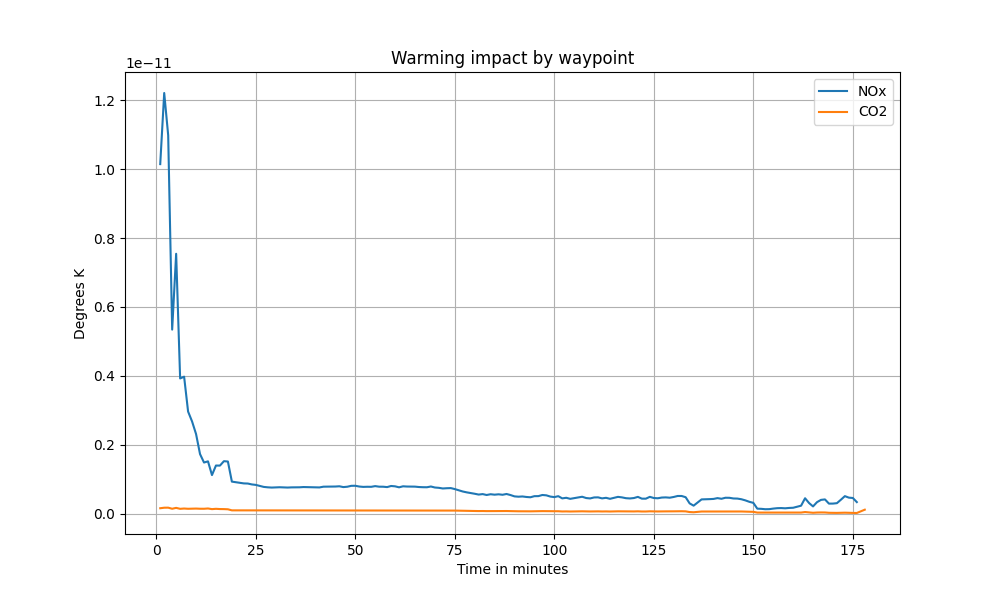 Warming impact by waypoint
1e−11
NOx
CO2
1.2
1.0
0.8
0.6
0.4
0.2
0.0
Degrees K
0 25 50 75 100 125 150 175
Time in minutes